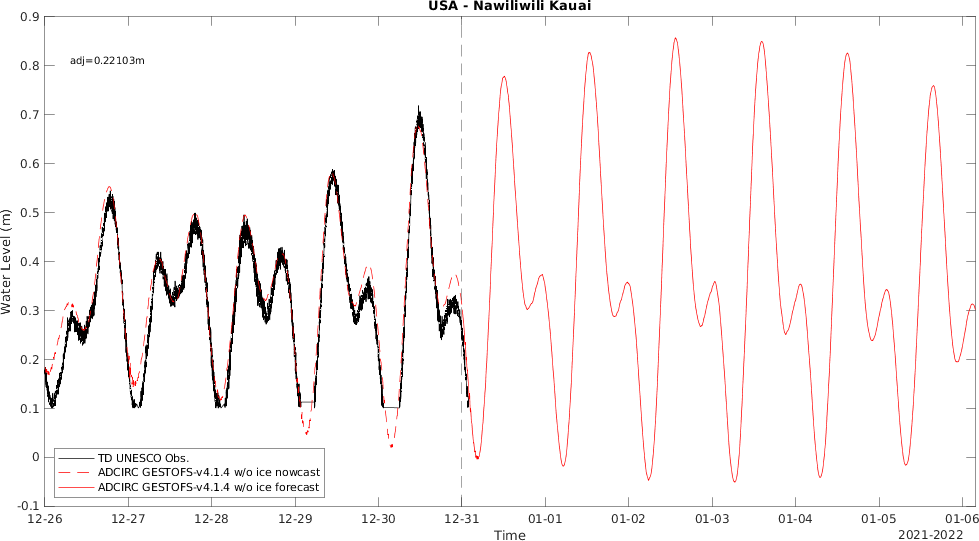 USA - Nawiliwili Kauai
adj=0.22103m
Water Level (m)
0.9
0.8
0.7
0.6
0.5
0.4
0.3
0.2
0.1
0
-0.1
TD UNESCO Obs.
ADCIRC GESTOFS-v4.1.4 w/o ice nowcast
ADCIRC GESTOFS-v4.1.4 w/o ice forecast
12-26 12-27 12-28 12-29 12-30 12-31 01-01 01-02 01-03 01-04 01-05 01-06
Time
2021-2022